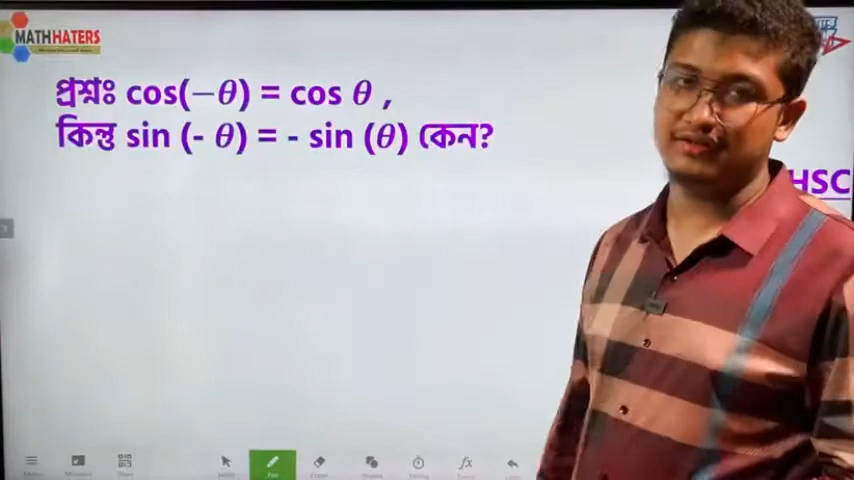 MATHHATERS
প্রশ্নঃ cos(−θ) = cos θ ,
কিন্তু sin (- θ) = - sin (θ) কেন?
HSC